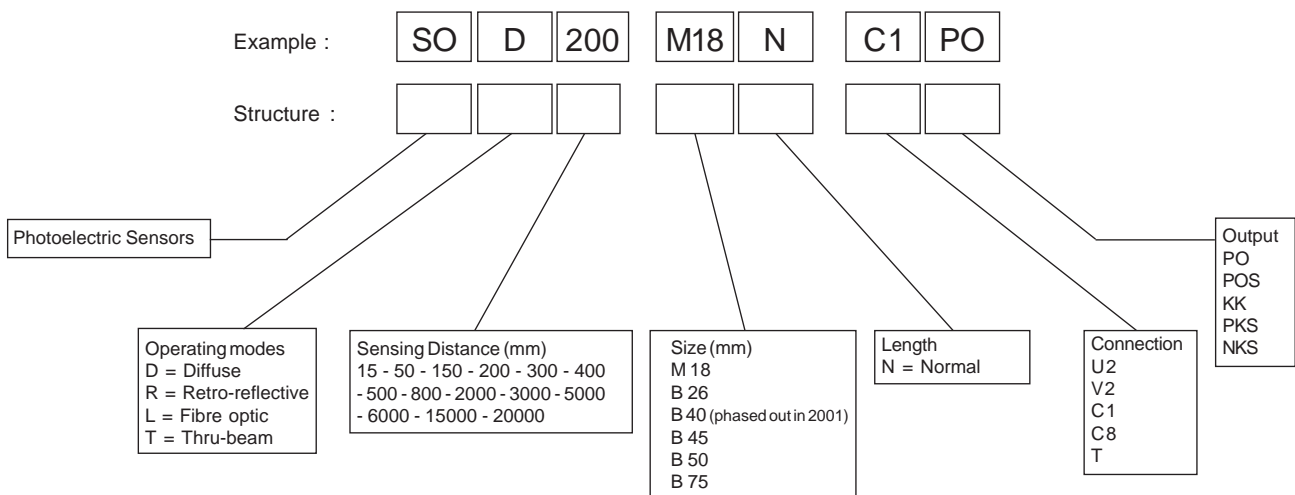 Example : SO D 200 M18 N C1 PO
Structure :
Photoelectric Sensors
Operating modes
D = Diffuse
R = Retro-reflective
L = Fibre optic
T = Thru-beam
Sensing Distance (mm)
15 - 50 - 150 - 200 - 300 - 400
- 500 - 800 - 2000 - 3000 - 5000
- 6000 - 15000 - 20000
Size (mm)
M 18
B 26
B 40 (phased out in 2001)
B 45
B 50
B 75
Length
N = Normal
Connection
U2
V2
C1
C8
T
Output
PO
POS
KK
PKS
NKS